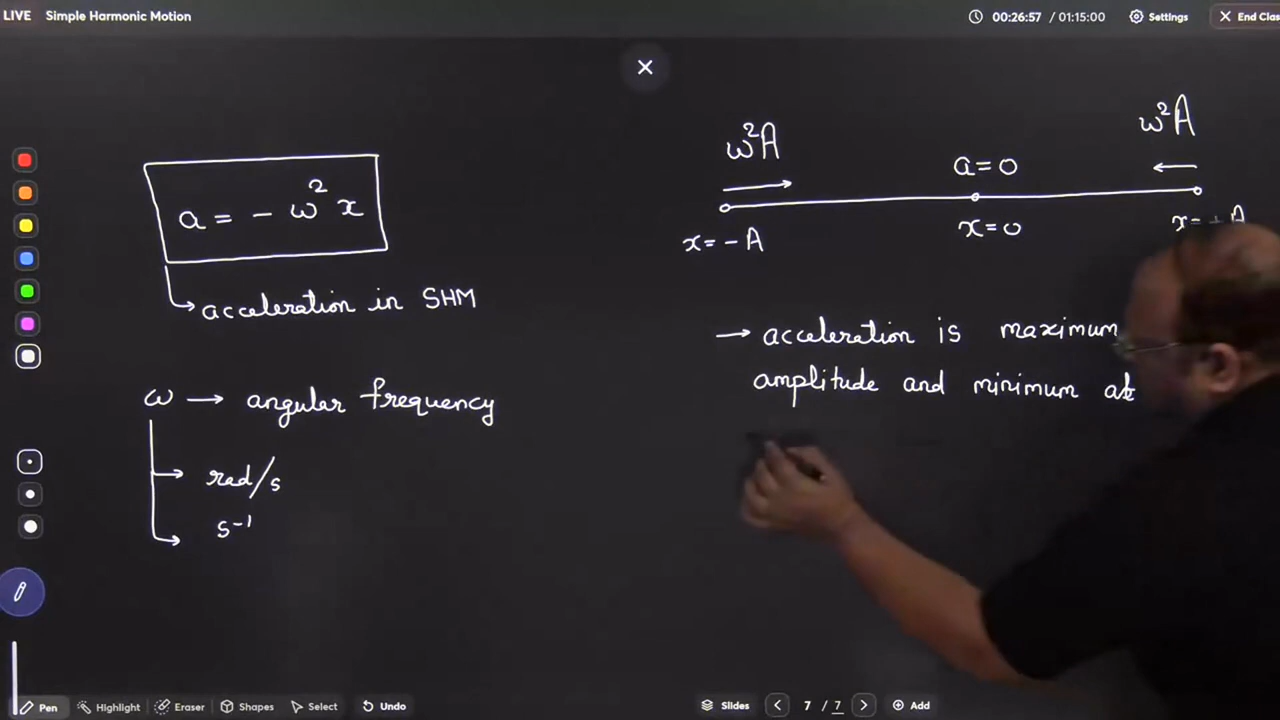 LIVE Simple Harmonic Motion
00:26:57 / 01:15:00 Settings End Clas
a = - ω² x
acceleration in SHM
ω → angular frequency
rad/s
s⁻¹
ω²A
ω²A
a = 0
x = - A
x = 0
x = + A
→ acceleration is maximum
amplitude and minimum at
Pen Highlight Eraser Shapes Select Undo
Slides 7 / 7 Add